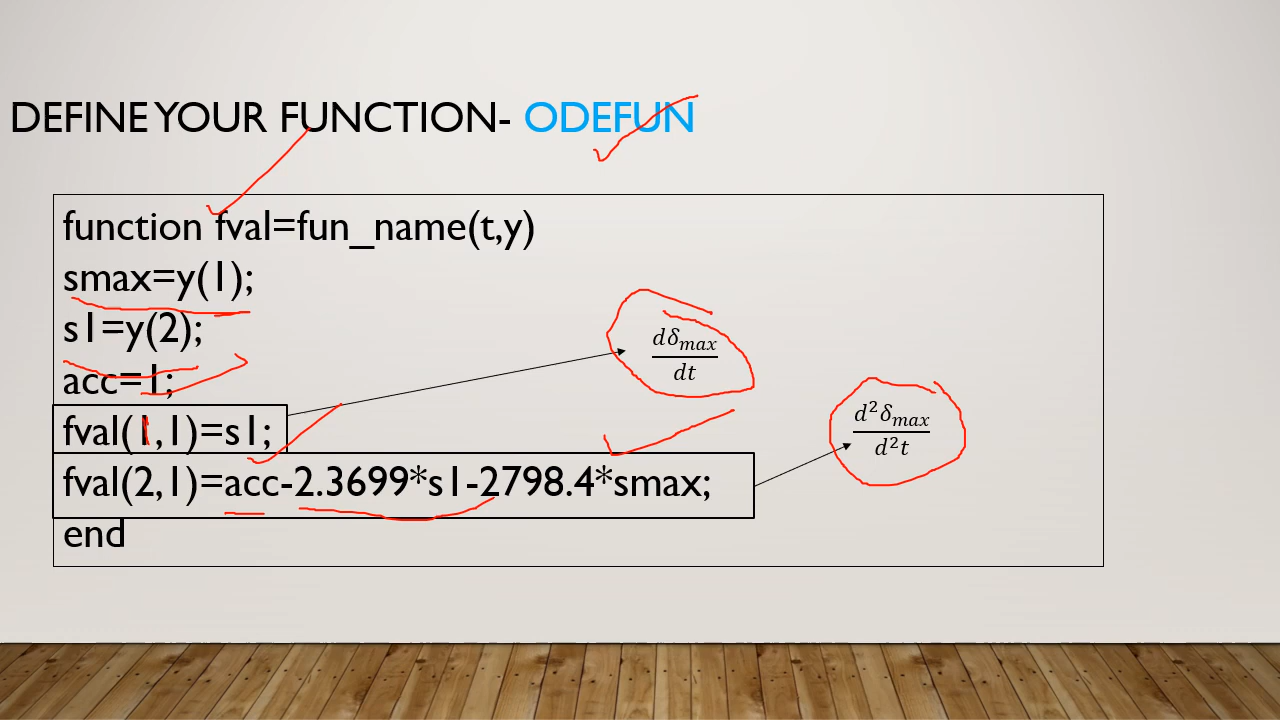 DEFINE YOUR FUNCTION- ODEFUN
function fval=fun_name(t,y)
smax=y(1);
s1=y(2);
acc=1;
fval(1,1)=s1;
fval(2,1)=acc-2.3699*s1-2798.4*smax;
end
dδmax
dt
d²δmax
d²t